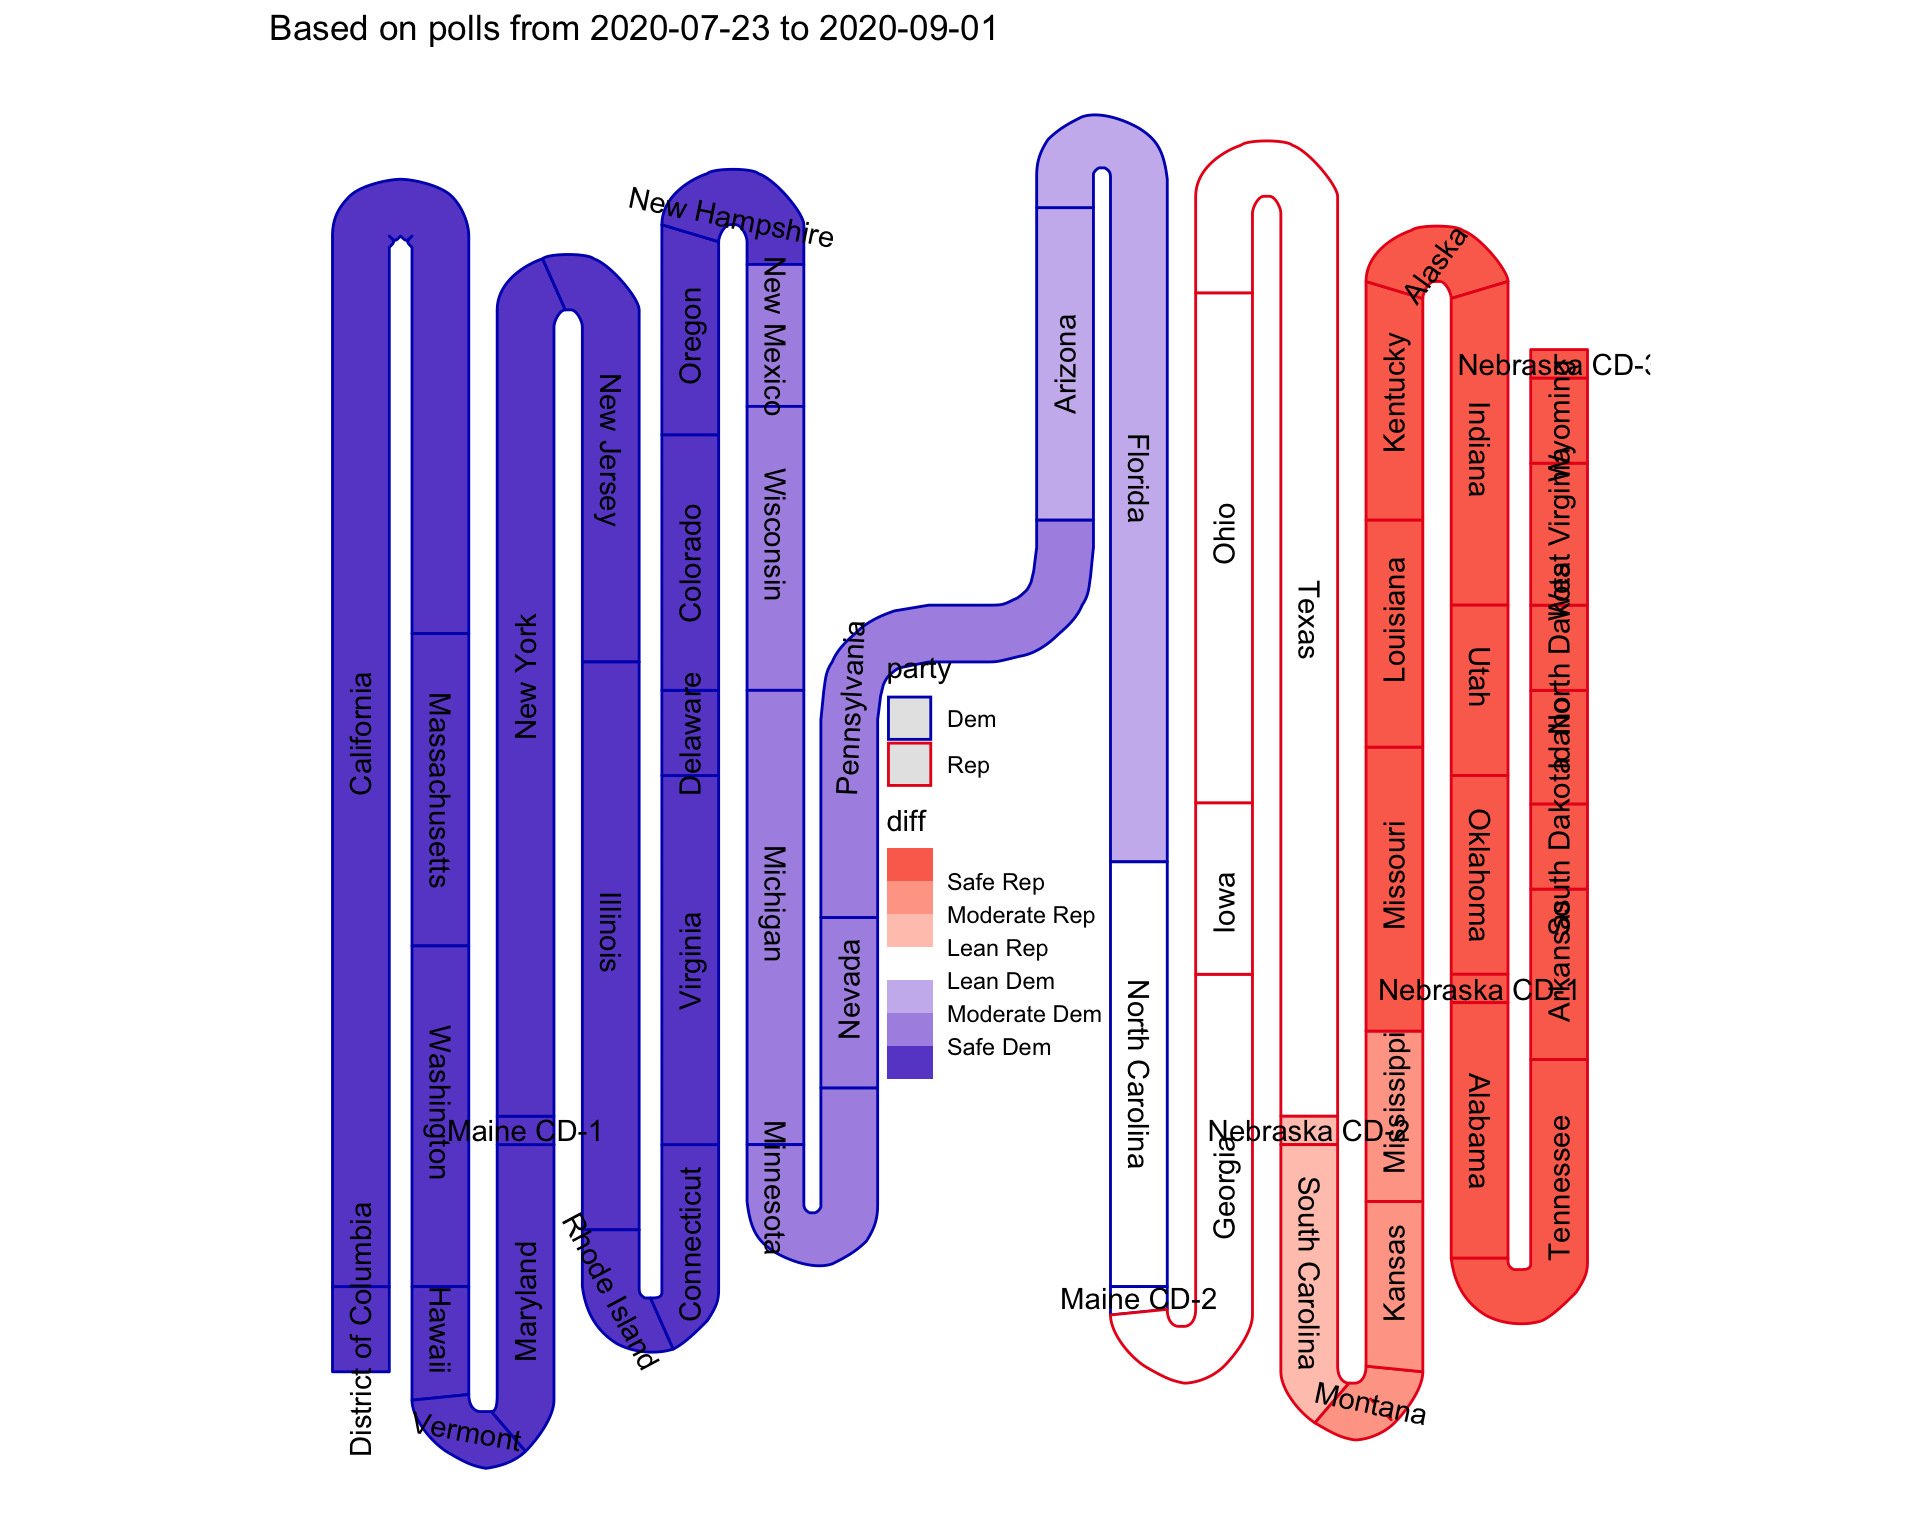 Based on polls from 2020-07-23 to 2020-09-01
District of Columbia
California
Massachusetts
Washington
Hawaii
Vermont
Maryland
Maine CD-1
New York
New Jersey
Illinois
Rhode Island
Connecticut
Virginia
Delaware
Colorado
Oregon
New Hampshire
New Mexico
Wisconsin
Michigan
Minnesota
Nevada
Pennsylvania
Arizona
Florida
North Carolina
Maine CD-2
Georgia
Iowa
Ohio
Texas
Nebraska CD-2
South Carolina
Montana
Kansas
Mississippi
Missouri
Louisiana
Kentucky
Alaska
Indiana
Utah
Oklahoma
Nebraska CD-1
Alabama
Tennessee
Arkansas
South Dakota
North Dakota
West Virginia
Wyoming
party
Dem
Rep
diff
Safe Rep
Moderate Rep
Lean Rep
Lean Dem
Moderate Dem
Safe Dem